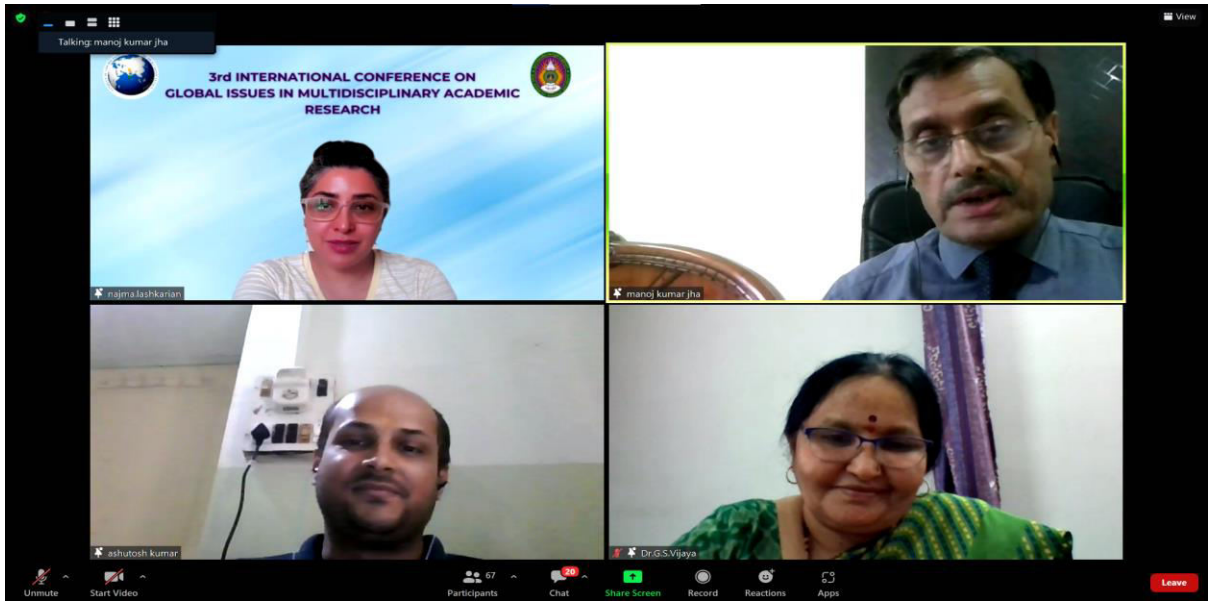 View
Talking: manoj kumar jha
3rd INTERNATIONAL CONFERENCE ON
GLOBAL ISSUES IN MULTIDISCIPLINARY ACADEMIC
RESEARCH
najma.lashkarian
manoj kumar jha
ashutosh kumar
Dr.G.S.Vijaya
Unmute
Start Video
67
Participants
20
Chat
Share Screen
Record
Reactions
Apps
Leave